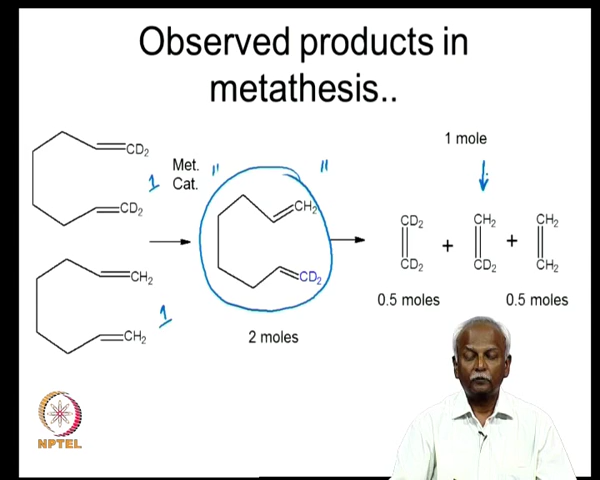 Observed products in
metathesis..
CD2
CD2
1
Met.
Cat.
CH2
CH2
1
" "
CH2
CD2
2 moles
1 mole
CD2
CD2
+
CH2
CD2
+
CH2
CH2
0.5 moles
0.5 moles
NPTEL